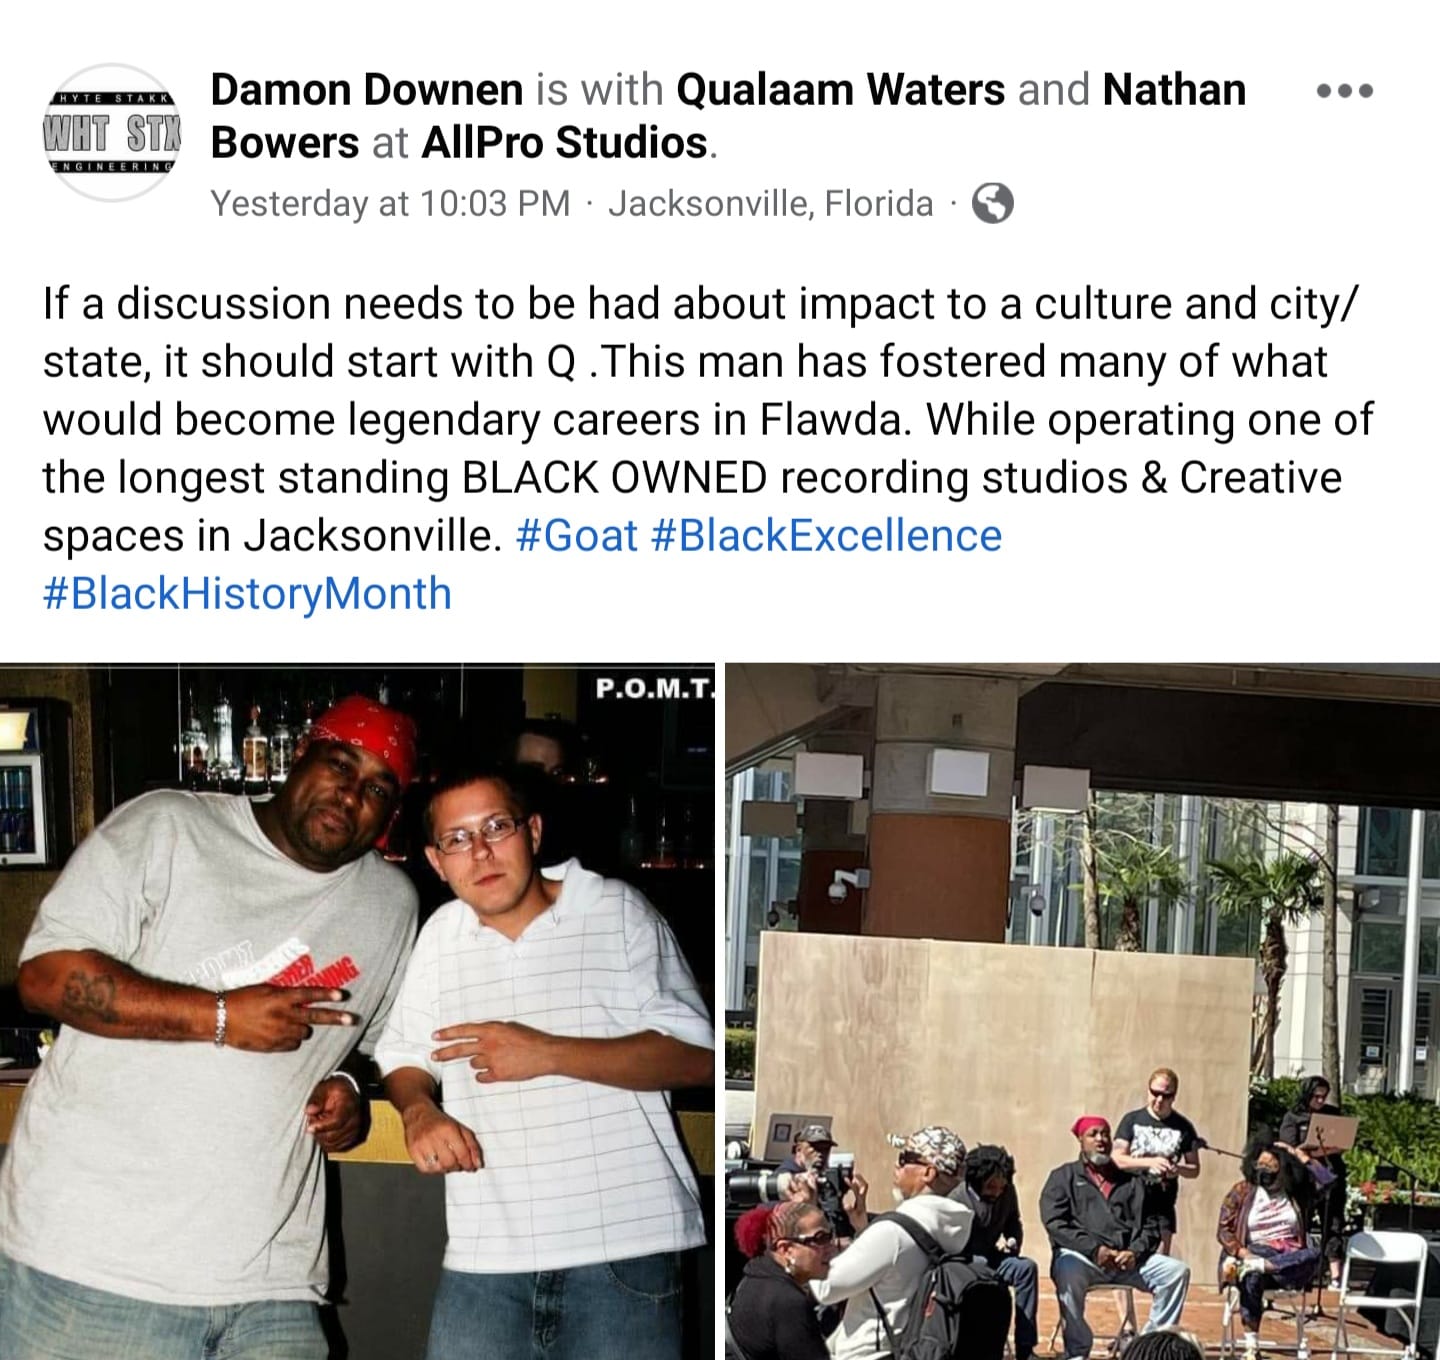 HYTE STAKK
WHT STX
ENGINEERING
Damon Downen is with Qualaam Waters and Nathan
Bowers at AllPro Studios.
Yesterday at 10:03 PM · Jacksonville, Florida ·
If a discussion needs to be had about impact to a culture and city/
state, it should start with Q .This man has fostered many of what
would become legendary careers in Flawda. While operating one of
the longest standing BLACK OWNED recording studios & Creative
spaces in Jacksonville. #Goat #BlackExcellence
#BlackHistoryMonth
P.O.M.T.